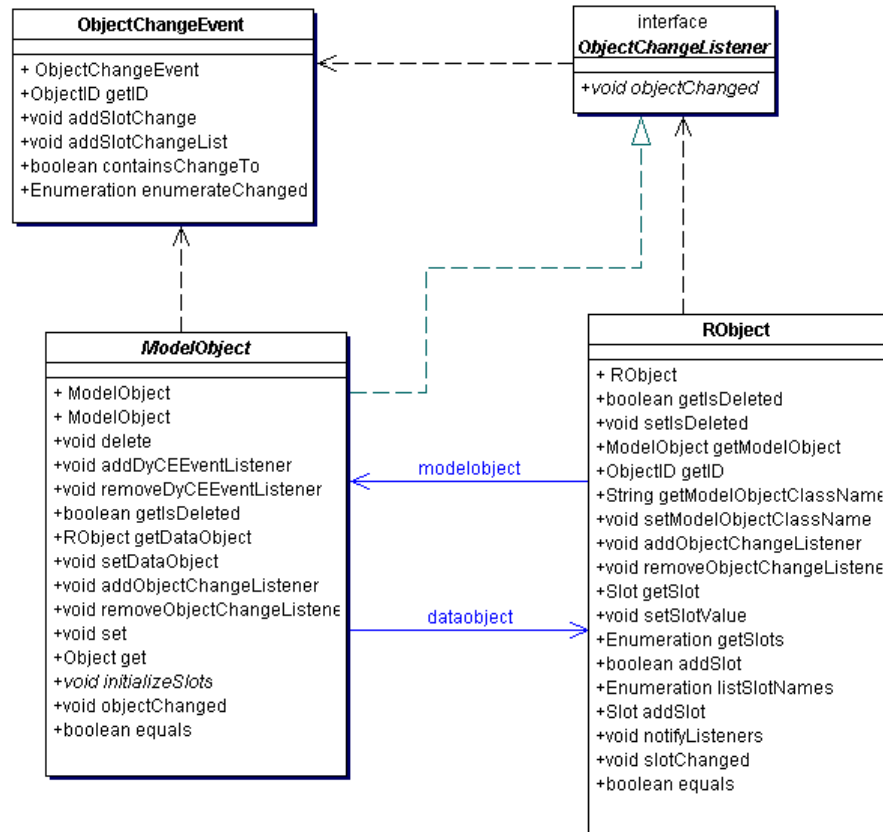 ObjectChangeEvent
+ ObjectChangeEvent
+ObjectID getID
+void addSlotChange
+void addSlotChangeList
+boolean containsChangeTo
+Enumeration enumerateChanged
interface
ObjectChangeListener
+void objectChanged
ModelObject
+ ModelObject
+ ModelObject
+void delete
+void addDyCEEventListener
+void removeDyCEEventListener
+boolean getIsDeleted
+RObject getDataObject
+void setDataObject
+void addObjectChangeListener
+void removeObjectChangeListene
+void set
+Object get
+void initializeSlots
+void objectChanged
+boolean equals
modelobject
dataobject
RObject
+ RObject
+boolean getIsDeleted
+void setIsDeleted
+ModelObject getModelObject
+ObjectID getID
+String getModelObjectClassName
+void setModelObjectClassName
+void addObjectChangeListener
+void removeObjectChangeListene
+Slot getSlot
+void setSlotValue
+Enumeration getSlots
+boolean addSlot
+Enumeration listSlotNames
+Slot addSlot
+void notifyListeners
+void slotChanged
+boolean equals